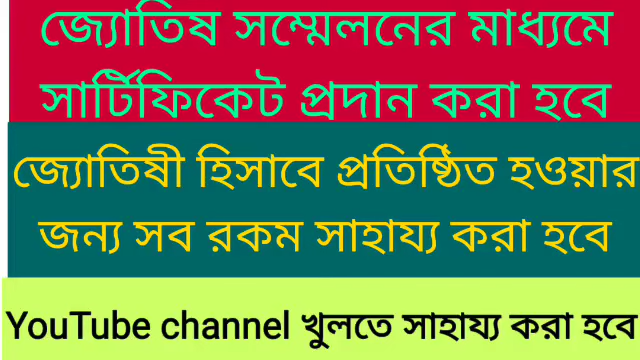 জ্যোতিষ সম্মেলনের মাধ্যমে
সার্টিফিকেট প্রদান করা হবে
জ্যোতিষী হিসাবে প্রতিষ্ঠিত হওয়ার
জন্য সব রকম সাহায্য করা হবে
YouTube channel খুলতে সাহায্য করা হবে